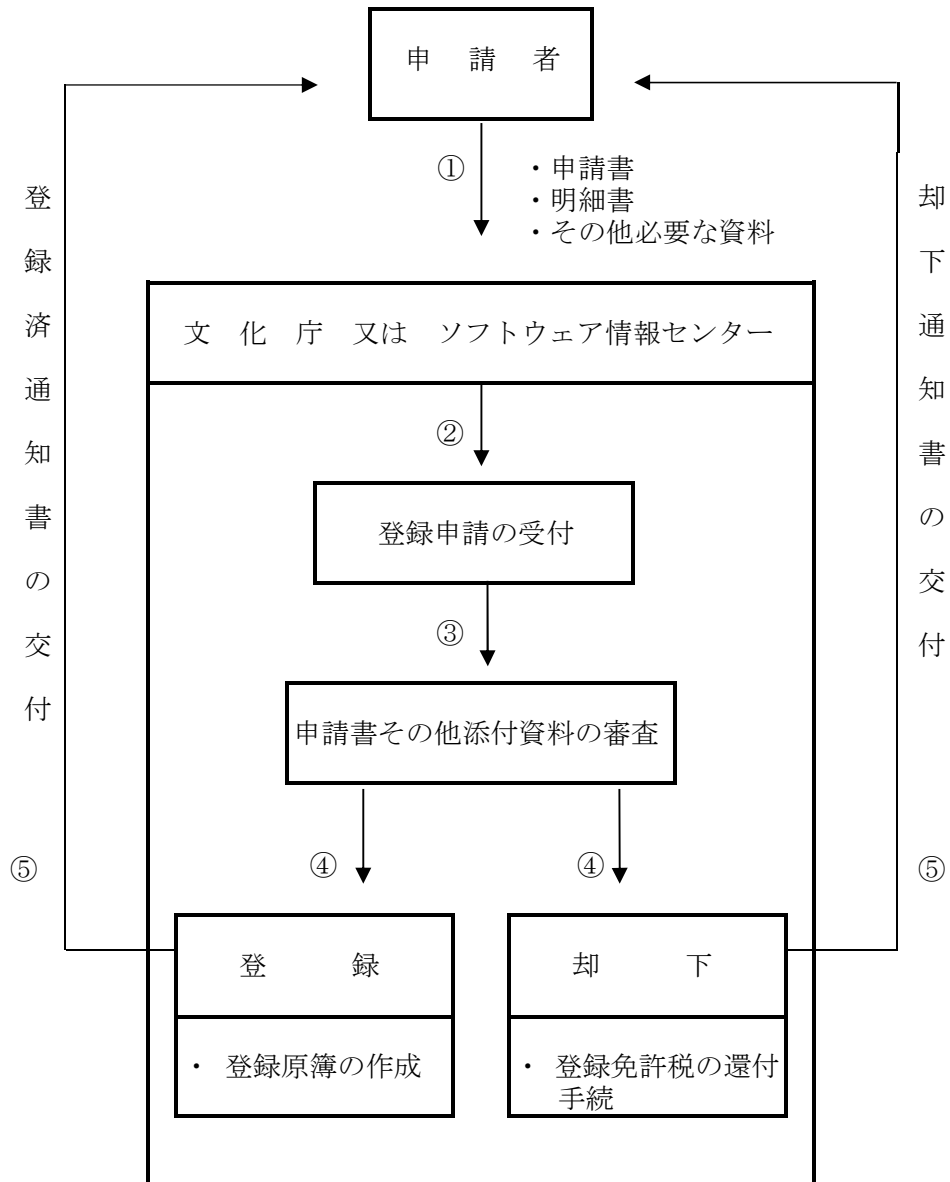 申　請　者
①
・申請書
・明細書
・その他必要な資料
登録済通知書の交付
却下通知書の交付
文　化　庁　又は　ソフトウェア情報センター
②
登録申請の受付
③
申請書その他添付資料の審査
⑤
④
④
⑤
登　　　録
却　　　下
・ 登録原簿の作成
・ 登録免許税の還付
手続